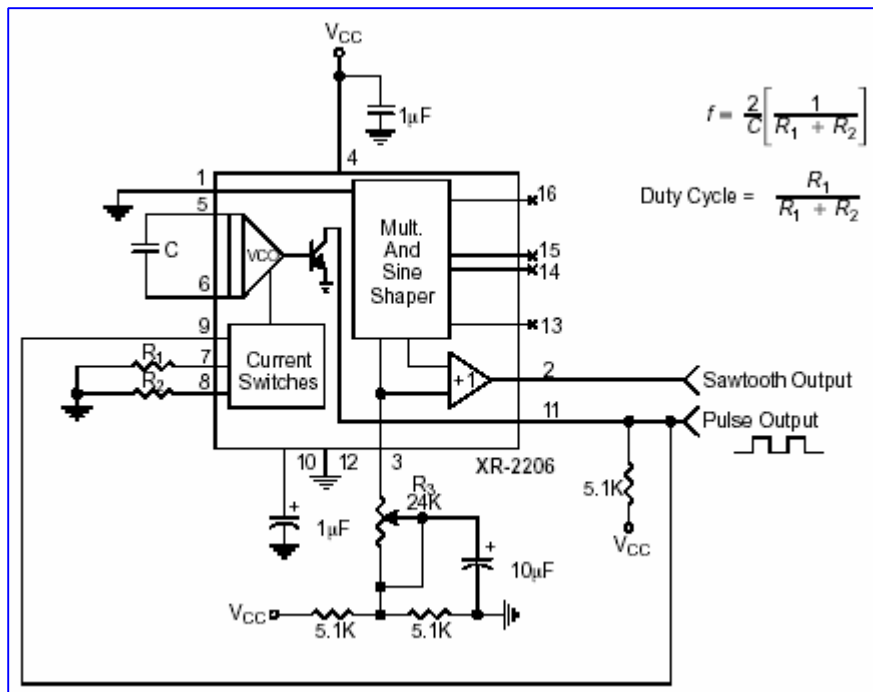 VCC
1μF
f = 2/C [ 1 / R1 + R2 ]
Duty Cycle = R1 / R1 + R2
4
1
16
5
C
VCO
6
Mult.
And
Sine
Shaper
15
14
13
9
R1
7
R2
8
Current
Switches
+1
2
Sawtooth Output
11
Pulse Output
10
12
3
XR-2206
1μF
+
R3
24K
+
10μF
5.1K
VCC
VCC
5.1K
5.1K